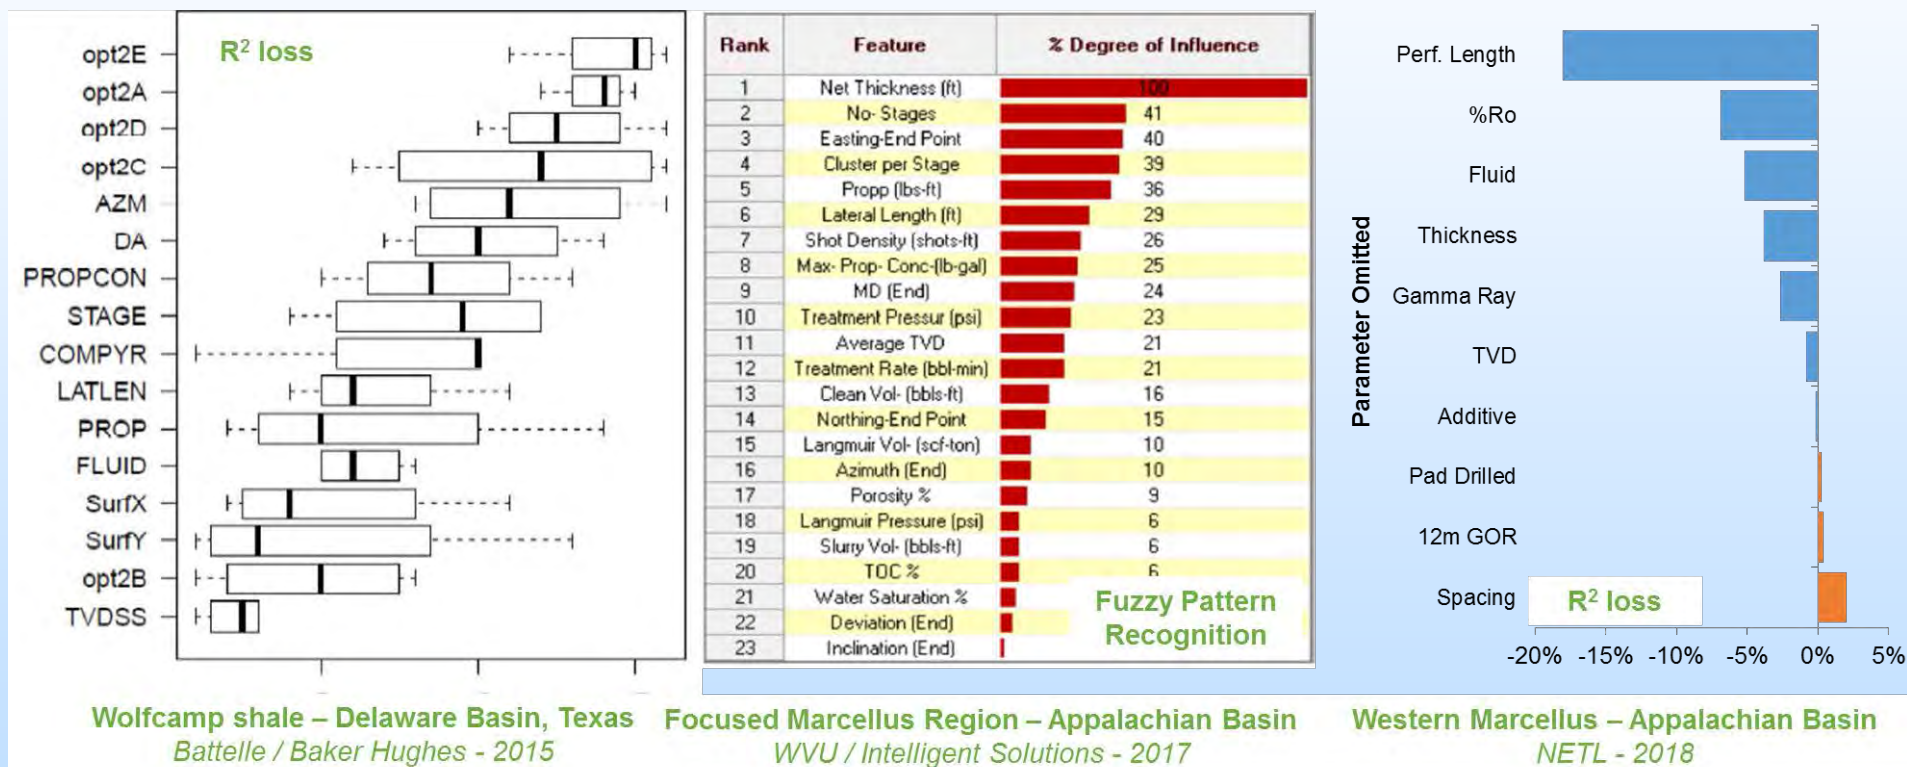 R² loss
opt2E
opt2A
opt2D
opt2C
AZM
DA
PROPCON
STAGE
COMPYR
LATLEN
PROP
FLUID
SurfX
SurfY
opt2B
TVDSS
Wolfcamp shale – Delaware Basin, Texas
Battelle / Baker Hughes - 2015
Rank Feature % Degree of Influence
1 Net Thickness (ft) 100
2 No- Stages 41
3 Easting-End Point 40
4 Cluster per Stage 39
5 Propp (lbs-ft) 36
6 Lateral Length (ft) 29
7 Shot Density (shots-ft) 26
8 Max- Prop- Conc-(lb-gal) 25
9 MD (End) 24
10 Treatment Pressur (psi) 23
11 Average TVD 21
12 Treatment Rate (bbl-min) 21
13 Clean Vol- (bbls-ft) 16
14 Northing-End Point 15
15 Langmuir Vol- (scf-ton) 10
16 Azimuth (End) 10
17 Porosity % 9
18 Langmuir Pressure (psi) 6
19 Slurry Vol- (bbls-ft) 6
20 TOC % 6
21 Water Saturation %
22 Deviation (End)
23 Inclination (End)
Fuzzy Pattern
Recognition
Focused Marcellus Region – Appalachian Basin
WVU / Intelligent Solutions - 2017
Parameter Omitted
Perf. Length
%Ro
Fluid
Thickness
Gamma Ray
TVD
Additive
Pad Drilled
12m GOR
Spacing
R² loss
-20% -15% -10% -5% 0% 5%
Western Marcellus – Appalachian Basin
NETL - 2018